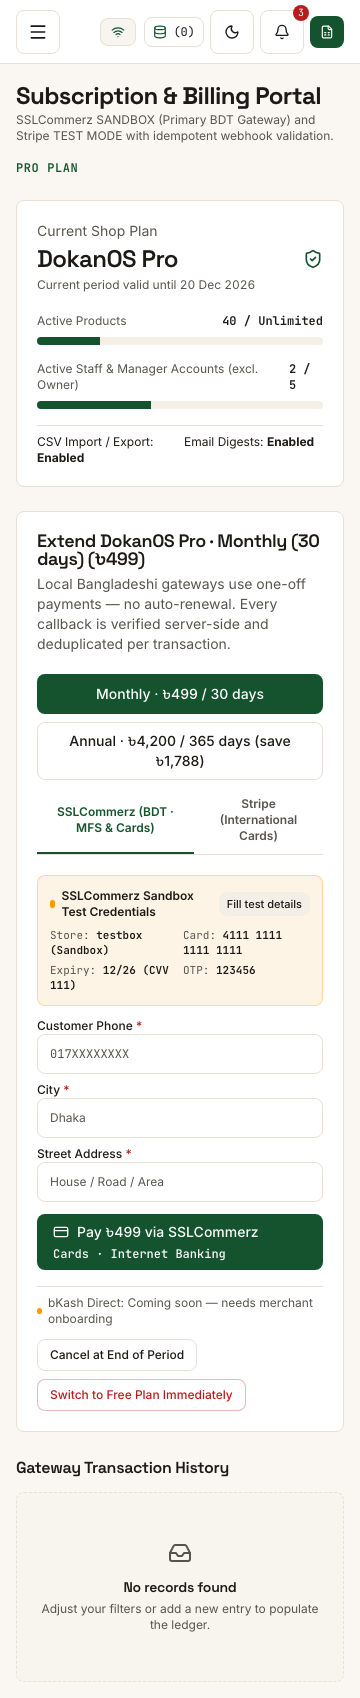 (0)
3
Subscription & Billing Portal
SSLCommerz SANDBOX (Primary BDT Gateway) and
Stripe TEST MODE with idempotent webhook validation.
PRO PLAN
Current Shop Plan
DokanOS Pro
Current period valid until 20 Dec 2026
Active Products 40 / Unlimited
Active Staff & Manager Accounts (excl. 2 /
Owner) 5
CSV Import / Export: Email Digests: Enabled
Enabled
Extend DokanOS Pro · Monthly (30
days) (৳499)
Local Bangladeshi gateways use one-off
payments — no auto-renewal. Every
callback is verified server-side and
deduplicated per transaction.
Monthly · ৳499 / 30 days
Annual · ৳4,200 / 365 days (save
৳1,788)
SSLCommerz (BDT ·
MFS & Cards)
Stripe
(International
Cards)
SSLCommerz Sandbox
Test Credentials
Fill test details
Store: testbox
(Sandbox)
Card: 4111 1111
1111 1111
Expiry: 12/26 (CVV
111)
OTP: 123456
Customer Phone *
017XXXXXXXX
City *
Dhaka
Street Address *
House / Road / Area
Pay ৳499 via SSLCommerz
Cards · Internet Banking
bKash Direct: Coming soon — needs merchant
onboarding
Cancel at End of Period
Switch to Free Plan Immediately
Gateway Transaction History
No records found
Adjust your filters or add a new entry to populate
the ledger.